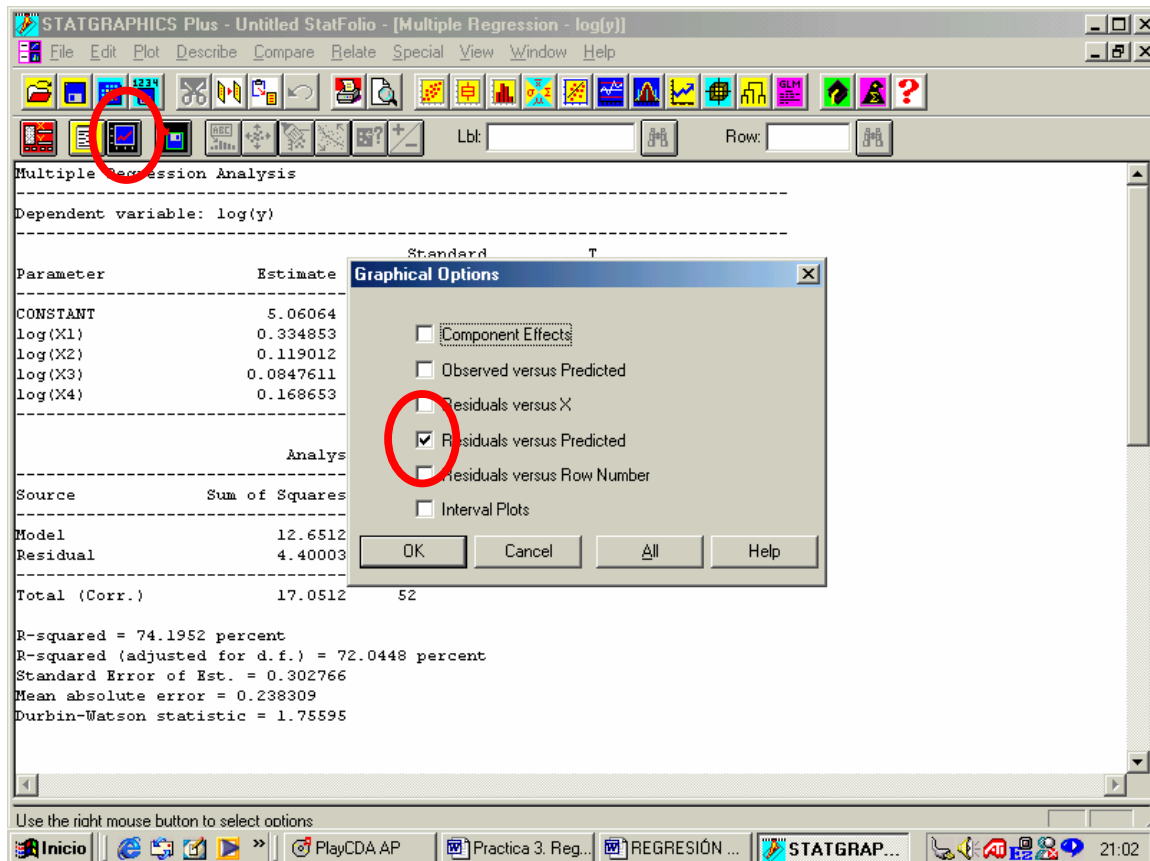 STATGRAPHICS Plus - Untitled StatFolio - [Multiple Regression - log(y)]
File Edit Plot Describe Compare Relate Special View Window Help
1234
GLM
ABC
Lbl: Row:
Multiple Regression Analysis
Dependent variable: log(y)
Standard T
Parameter Estimate
CONSTANT 5.06064
log(X1) 0.334853
log(X2) 0.119012
log(X3) 0.0847611
log(X4) 0.168653
Analys
Source Sum of Squares
Model 12.6512
Residual 4.40003
Total (Corr.) 17.0512 52
R-squared = 74.1952 percent
R-squared (adjusted for d.f.) = 72.0448 percent
Standard Error of Est. = 0.302766
Mean absolute error = 0.238309
Durbin-Watson statistic = 1.75595
Graphical Options
Component Effects
Observed versus Predicted
Residuals versus X
Residuals versus Predicted
Residuals versus Row Number
Interval Plots
OK Cancel All Help
Use the right mouse button to select options
Inicio » PlayCDA AP Practica 3. Reg... REGRESIÓN ... STATGRAP... 21:02